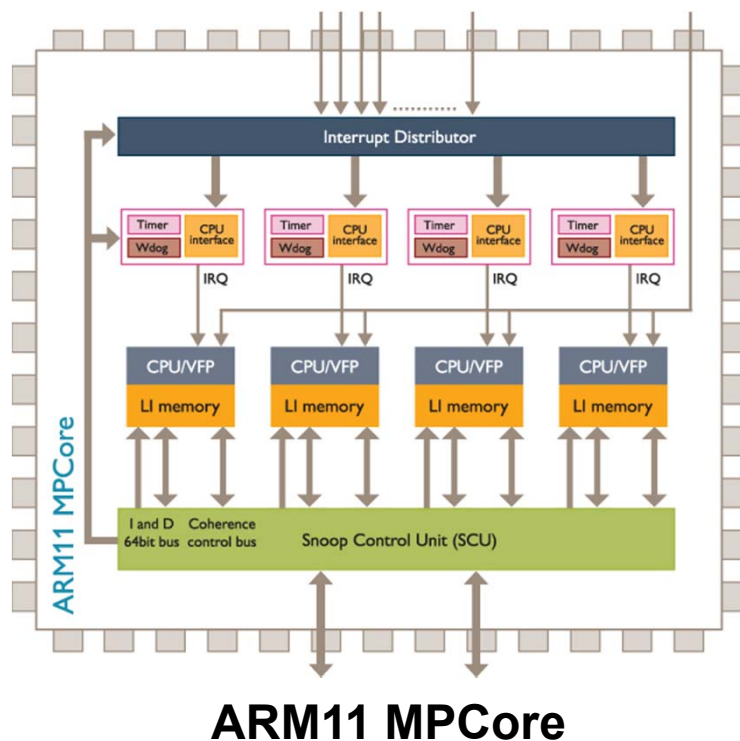 Interrupt Distributor
Timer
Wdog
CPU
interface
Timer
Wdog
CPU
interface
Timer
Wdog
CPU
interface
Timer
Wdog
CPU
interface
IRQ
IRQ
IRQ
IRQ
CPU/VFP
LI memory
CPU/VFP
LI memory
CPU/VFP
LI memory
CPU/VFP
LI memory
I and D
64bit bus
Coherence
control bus
Snoop Control Unit (SCU)
ARM11 MPCore
ARM11 MPCore